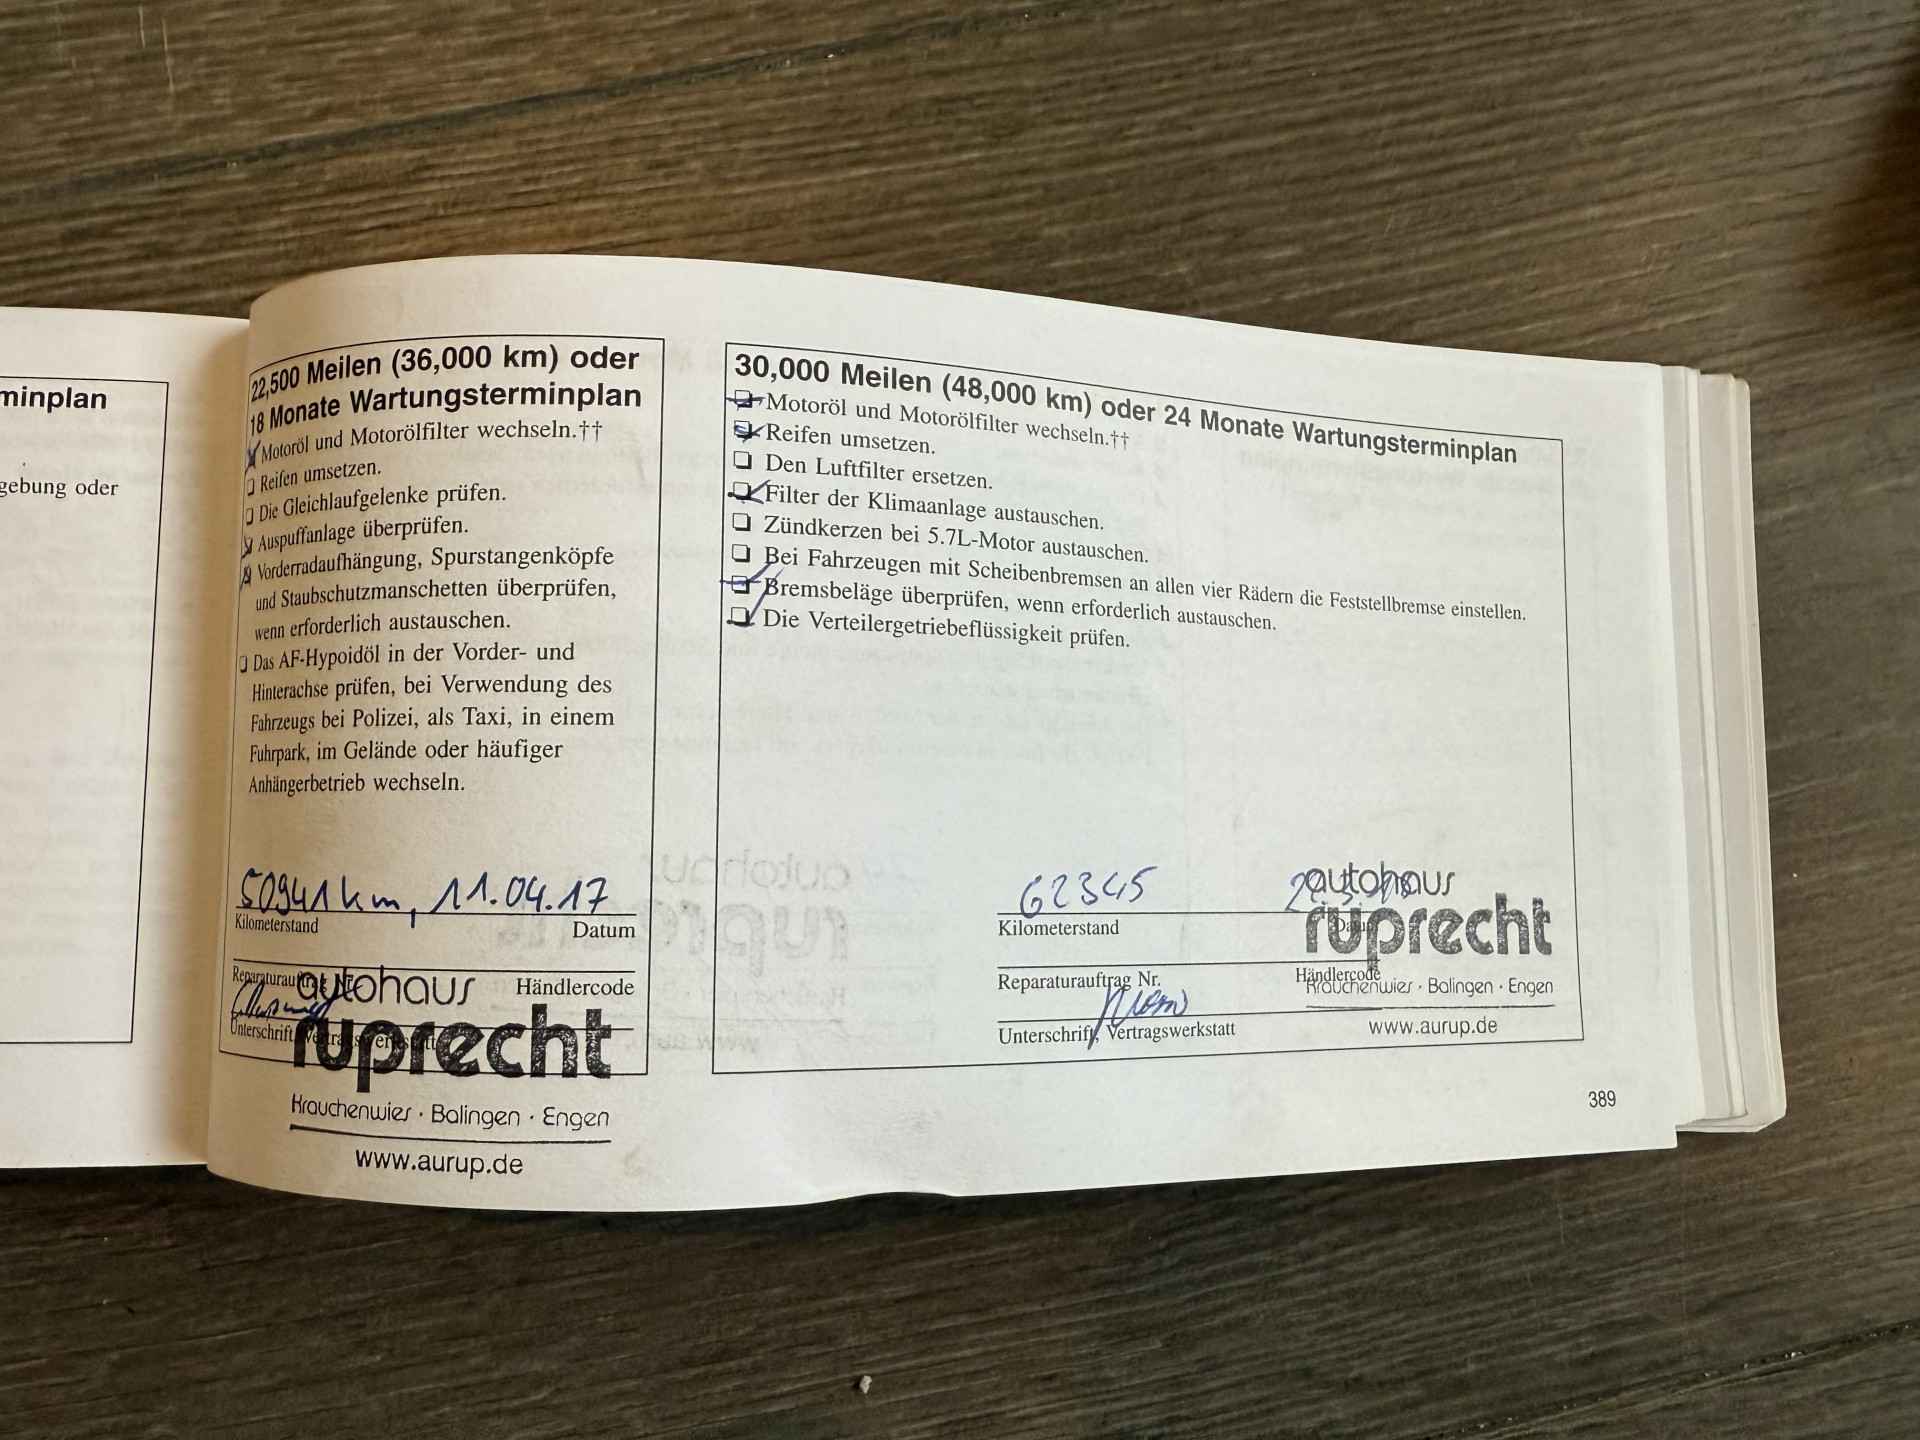 minplan
gebung oder
22,500 Meilen (36,000 km) oder
18 Monate Wartungsterminplan
Motoröl und Motorölfilter wechseln.††
❏ Reifen umsetzen.
❏ Die Gleichlaufgelenke prüfen.
Auspuffanlage überprüfen.
Vorderradaufhängung, Spurstangenköpfe
und Staubschutzmanschetten überprüfen,
wenn erforderlich austauschen.
❏ Das AF-Hypoidöl in der Vorder- und
Hinterachse prüfen, bei Verwendung des
Fahrzeugs bei Polizei, als Taxi, in einem
Fuhrpark, im Gelände oder häufiger
Anhängerbetrieb wechseln.
50941 km, 11.04.17
Kilometerstand Datum
Reparaturauftrag Nr. Händlercode
Unterschrift, Vertragswerkstatt
autohaus
ruprecht
Krauchenwies · Balingen · Engen
www.aurup.de
30,000 Meilen (48,000 km) oder 24 Monate Wartungsterminplan
❏ Motoröl und Motorölfilter wechseln.††
❏ Reifen umsetzen.
❏ Den Luftfilter ersetzen.
❏ Filter der Klimaanlage austauschen.
❏ Zündkerzen bei 5.7L-Motor austauschen.
❏ Bei Fahrzeugen mit Scheibenbremsen an allen vier Rädern die Feststellbremse einstellen.
❏ Bremsbeläge überprüfen, wenn erforderlich austauschen.
❏ Die Verteilergetriebeflüssigkeit prüfen.
62345
Kilometerstand Datum
Reparaturauftrag Nr. Händlercode
Unterschrift, Vertragswerkstatt
autohaus
ruprecht
Krauchenwies · Balingen · Engen
www.aurup.de
389